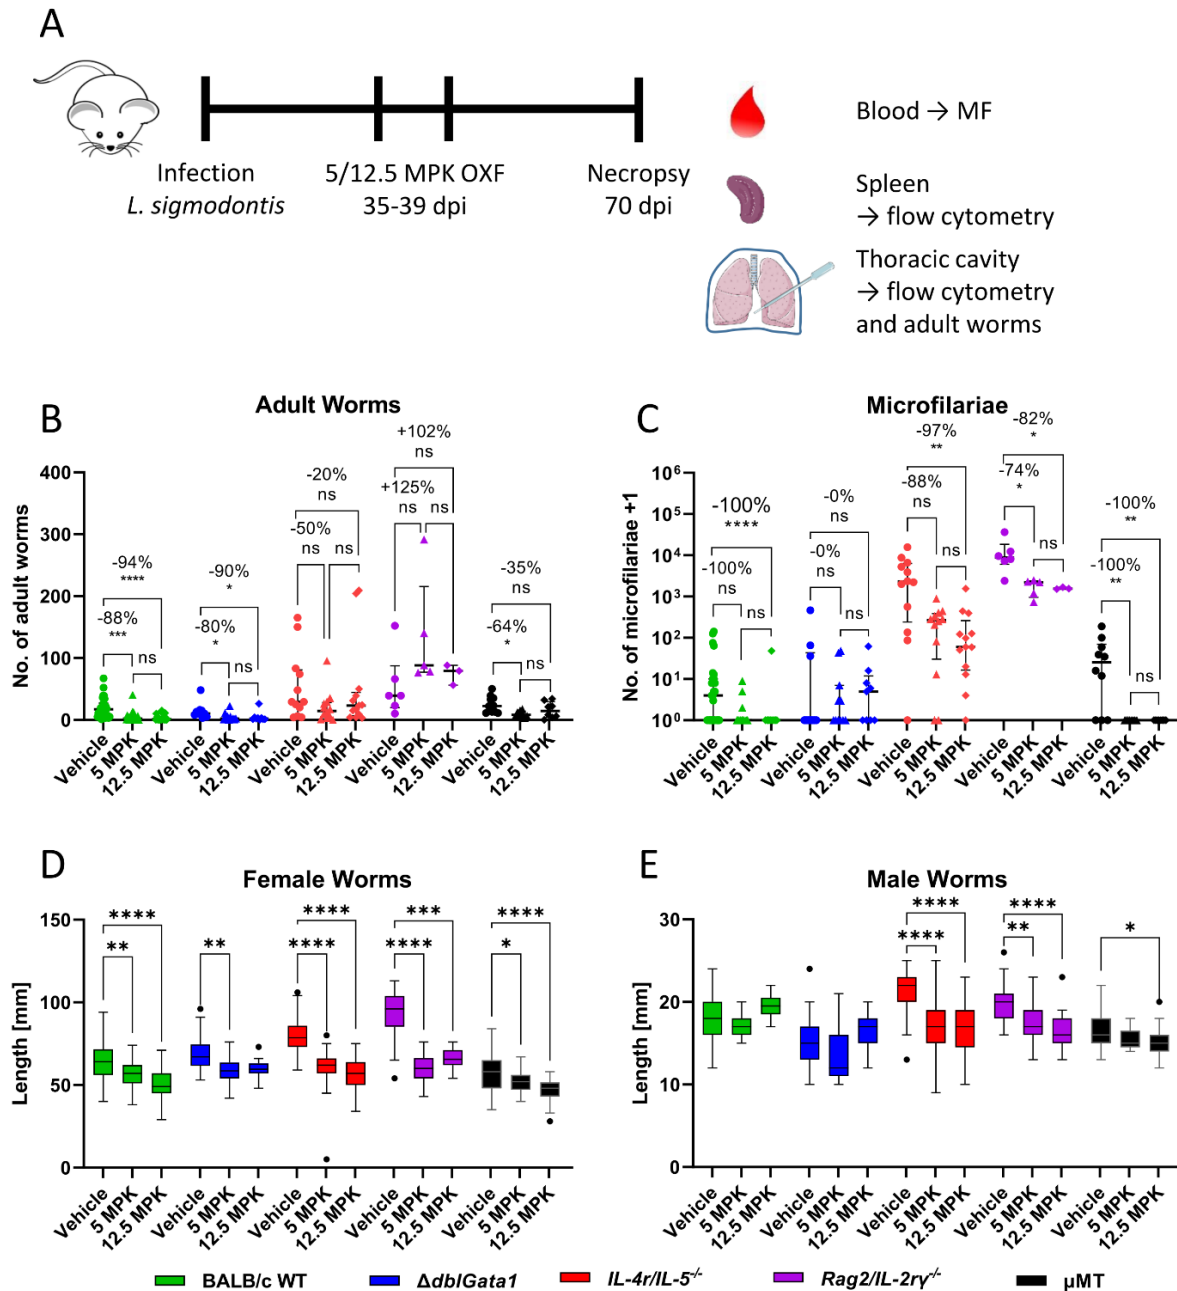 A
Infection
L. sigmodontis
5/12.5 MPK OXF
35-39 dpi
Necropsy
70 dpi
Blood → MF
Spleen
→ flow cytometry
Thoracic cavity
→ flow cytometry
and adult worms
B
Adult Worms
No. of adult worms
400
300
200
100
0
-94%
****
-88%
***
ns
-90%
*
-80%
*
ns
-20%
ns
-50%
ns
ns
+102%
ns
+125%
ns
ns
-35%
ns
-64%
*
ns
Vehicle
5 MPK
12.5 MPK
Vehicle
5 MPK
12.5 MPK
Vehicle
5 MPK
12.5 MPK
Vehicle
5 MPK
12.5 MPK
Vehicle
5 MPK
12.5 MPK
C
Microfilariae
No. of microfilariae +1
10⁶
10⁵
10⁴
10³
10²
10¹
10⁰
-100%
****
-100%
ns
ns
-0%
ns
-0%
ns
ns
-97%
**
-88%
ns
ns
-82%
*
-74%
*
ns
-100%
**
-100%
**
ns
Vehicle
5 MPK
12.5 MPK
Vehicle
5 MPK
12.5 MPK
Vehicle
5 MPK
12.5 MPK
Vehicle
5 MPK
12.5 MPK
Vehicle
5 MPK
12.5 MPK
D
Female Worms
Length [mm]
150
100
50
0
****
**
**
****
****
***
****
****
*
Vehicle
5 MPK
12.5 MPK
Vehicle
5 MPK
12.5 MPK
Vehicle
5 MPK
12.5 MPK
Vehicle
5 MPK
12.5 MPK
Vehicle
5 MPK
12.5 MPK
E
Male Worms
Length [mm]
30
20
10
0
****
****
****
**
*
Vehicle
5 MPK
12.5 MPK
Vehicle
5 MPK
12.5 MPK
Vehicle
5 MPK
12.5 MPK
Vehicle
5 MPK
12.5 MPK
Vehicle
5 MPK
12.5 MPK
BALB/c WT
ΔdblGata1
IL-4r/IL-5⁻/⁻
Rag2/IL-2rγ⁻/⁻
µMT